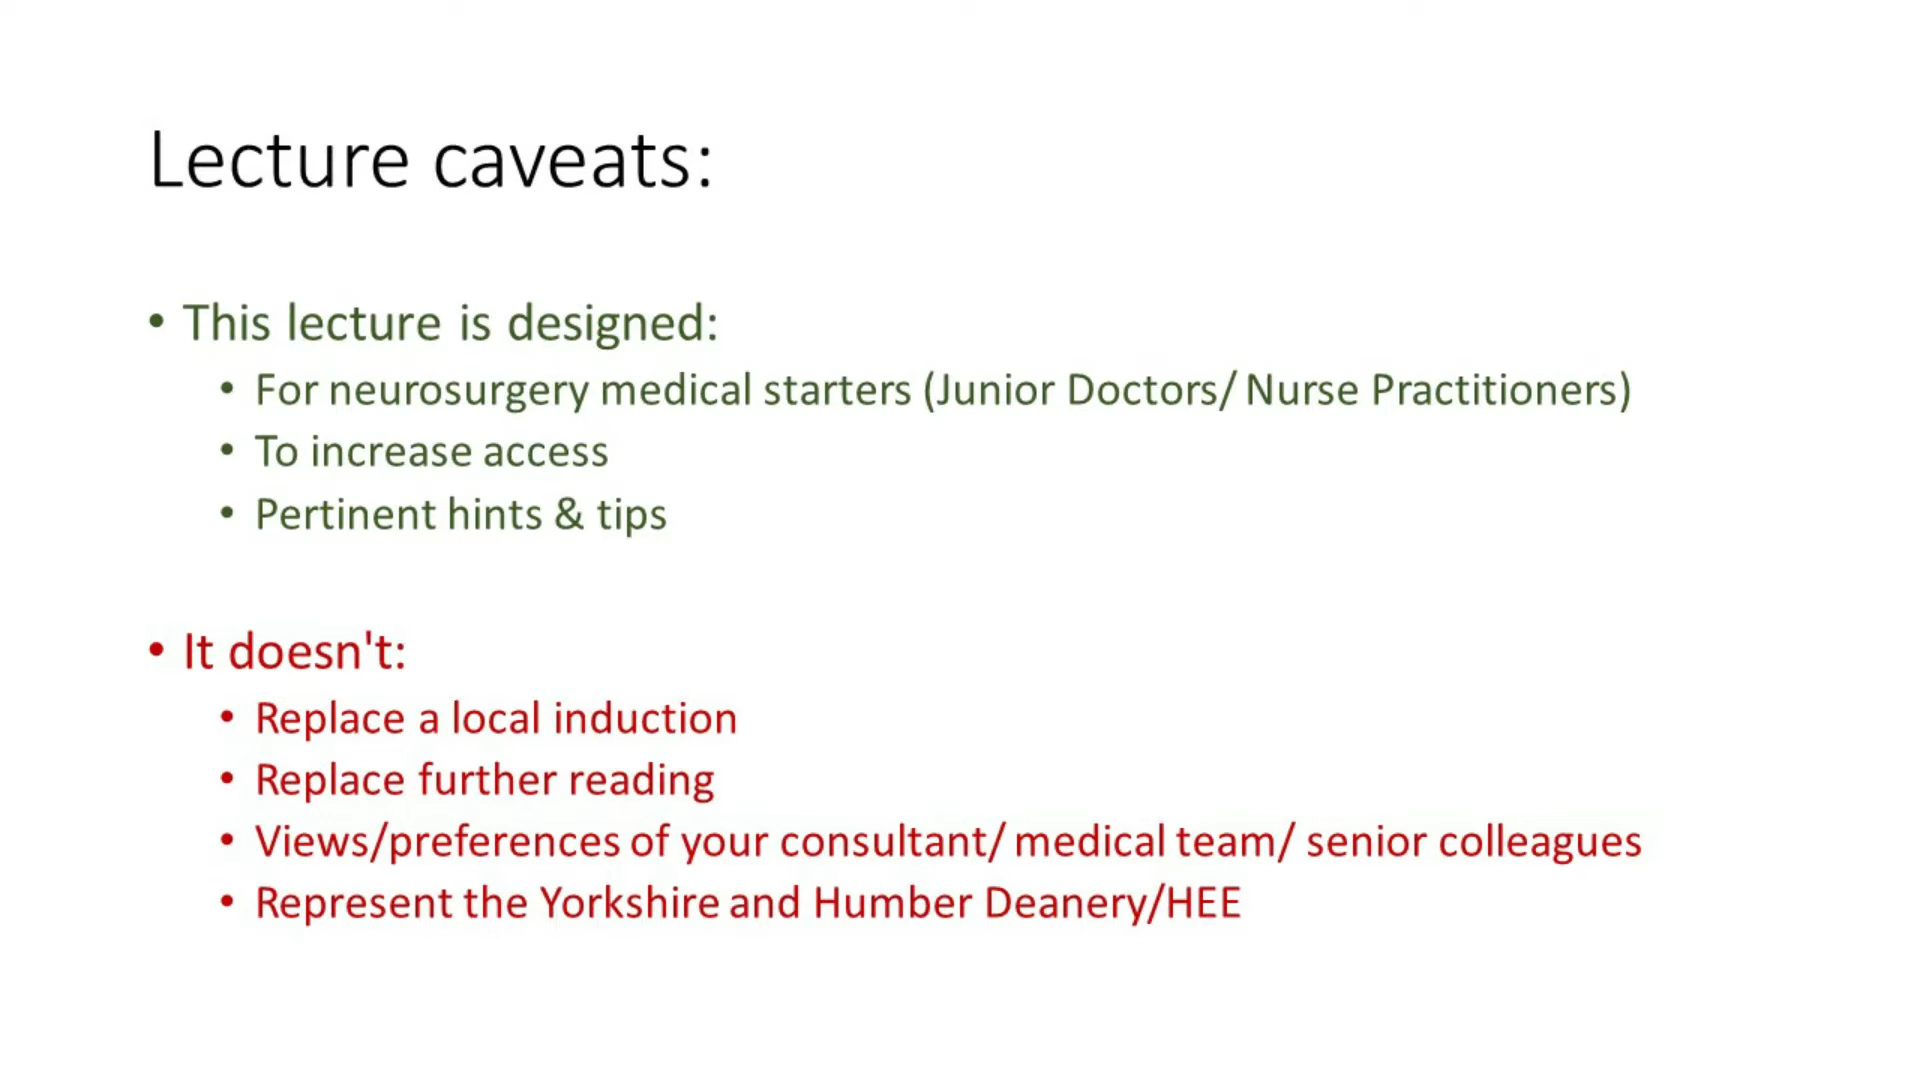 Lecture caveats:
• This lecture is designed:
• For neurosurgery medical starters (Junior Doctors/ Nurse Practitioners)
• To increase access
• Pertinent hints & tips
• It doesn't:
• Replace a local induction
• Replace further reading
• Views/preferences of your consultant/ medical team/ senior colleagues
• Represent the Yorkshire and Humber Deanery/HEE